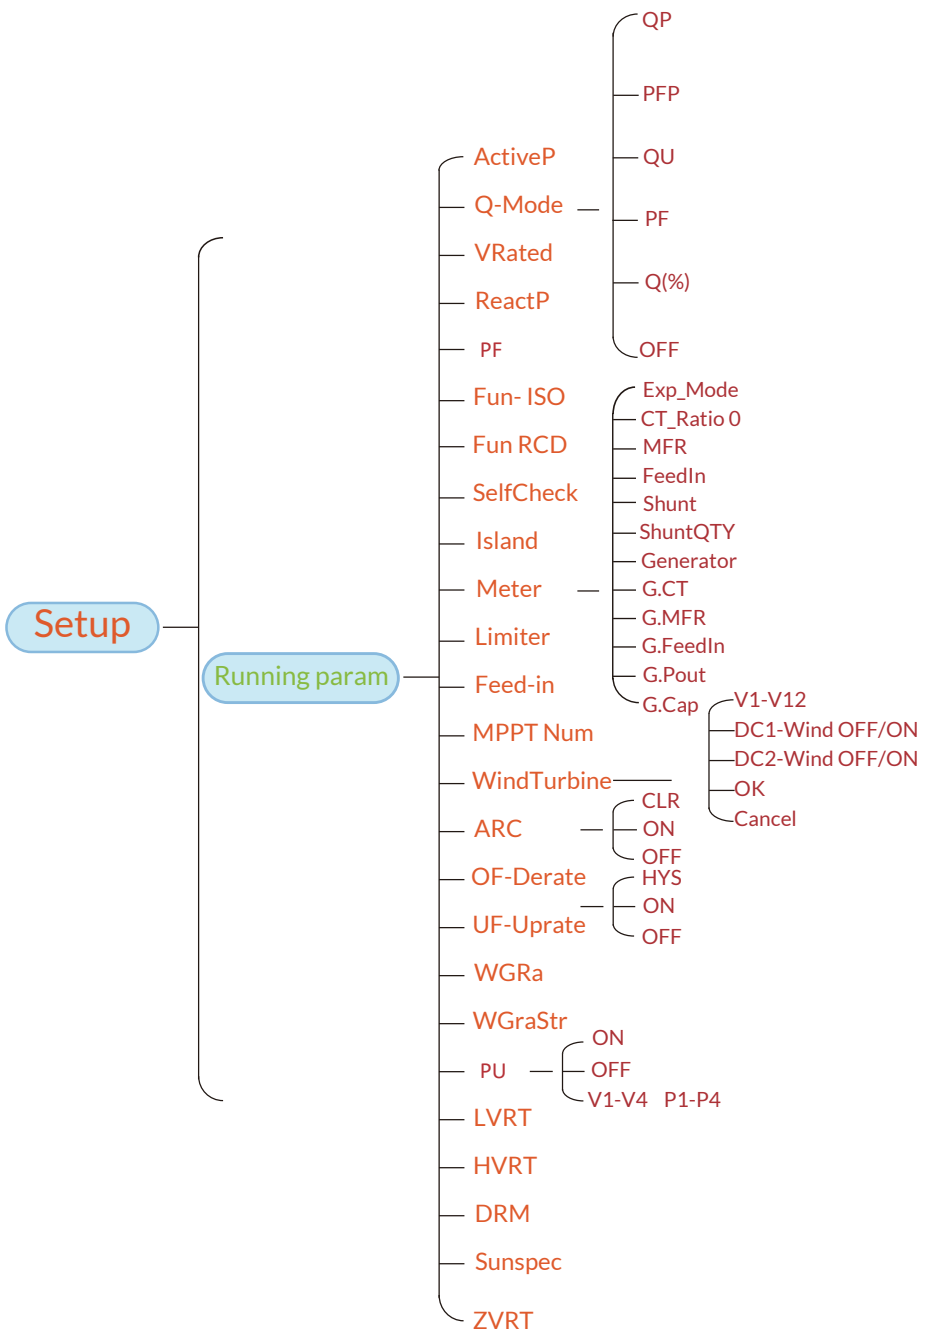 Setup
Running param
ActiveP
Q-Mode
QP
PFP
QU
PF
Q(%)
OFF
VRated
ReactP
PF
Fun- ISO
Fun RCD
SelfCheck
Island
Meter
Exp_Mode
CT_Ratio 0
MFR
FeedIn
Shunt
ShuntQTY
Generator
G.CT
G.MFR
G.FeedIn
G.Pout
G.Cap
Limiter
Feed-in
MPPT Num
WindTurbine
V1-V12
DC1-Wind OFF/ON
DC2-Wind OFF/ON
OK
Cancel
ARC
CLR
ON
OFF
OF-Derate
UF-Uprate
HYS
ON
OFF
WGRa
WGraStr
PU
ON
OFF
V1-V4 P1-P4
LVRT
HVRT
DRM
Sunspec
ZVRT